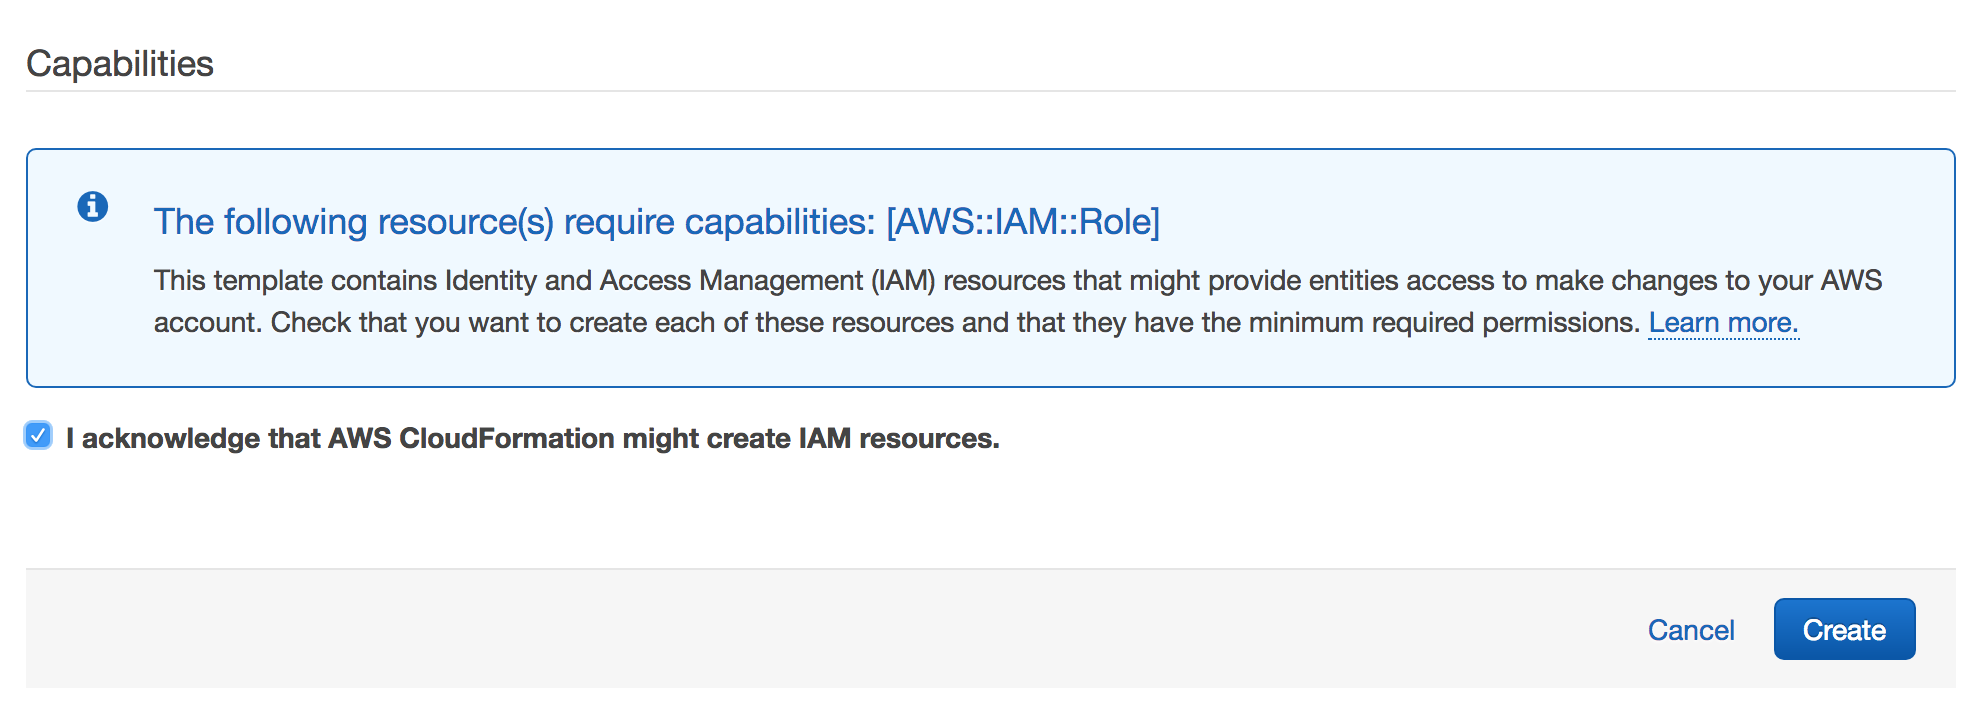 Capabilities
The following resource(s) require capabilities: [AWS::IAM::Role]
This template contains Identity and Access Management (IAM) resources that might provide entities access to make changes to your AWS
account. Check that you want to create each of these resources and that they have the minimum required permissions. Learn more.
I acknowledge that AWS CloudFormation might create IAM resources.
Cancel Create